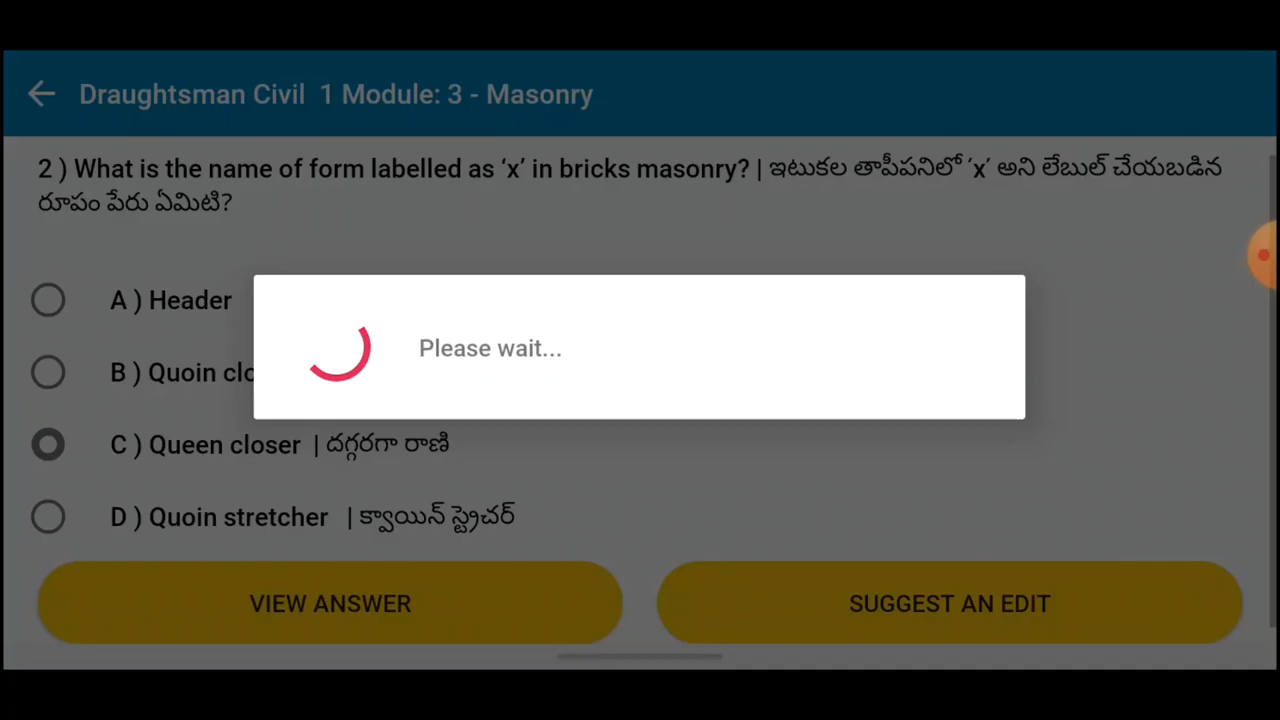 Draughtsman Civil 1 Module: 3 - Masonry
2 ) What is the name of form labelled as ‘x’ in bricks masonry? | ఇటుకల తాపీపనిలో ‘x’ అని లేబుల్ చేయబడిన
రూపం పేరు ఏమిటి?
A ) Header
Please wait...
B ) Quoin clo
C ) Queen closer | దగ్గరగా రాణి
D ) Quoin stretcher | క్వాయిన్ స్ట్రెచర్
VIEW ANSWER
SUGGEST AN EDIT